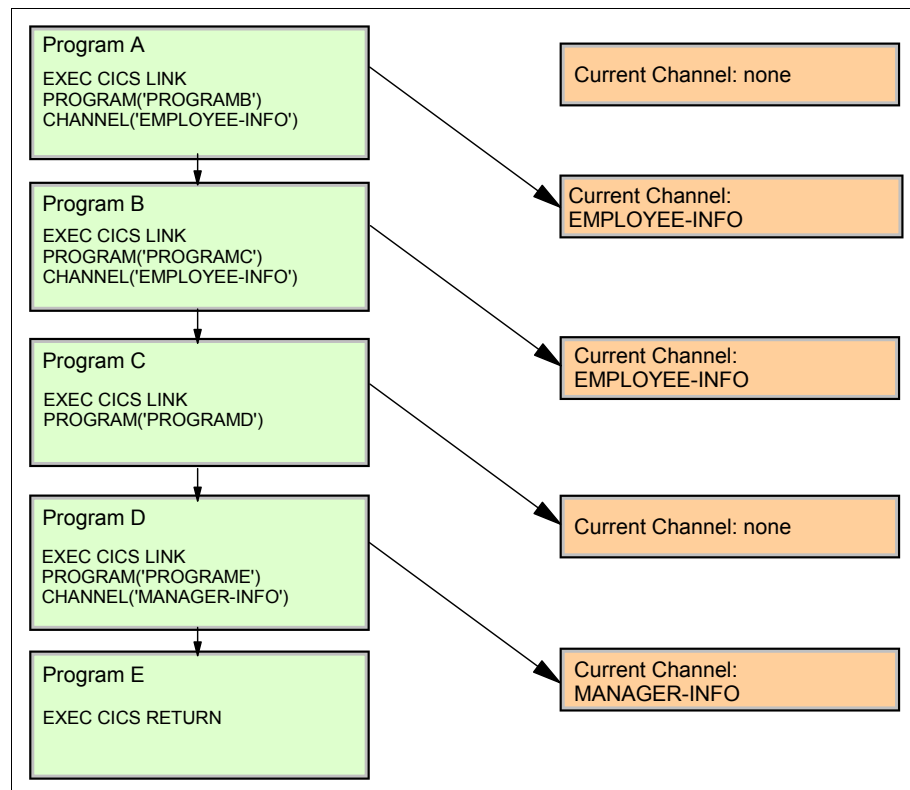 Program A
EXEC CICS LINK
PROGRAM('PROGRAMB')
CHANNEL('EMPLOYEE-INFO')
Current Channel: none
Program B
EXEC CICS LINK
PROGRAM('PROGRAMC')
CHANNEL('EMPLOYEE-INFO')
Current Channel:
EMPLOYEE-INFO
Program C
EXEC CICS LINK
PROGRAM('PROGRAMD')
Current Channel:
EMPLOYEE-INFO
Program D
EXEC CICS LINK
PROGRAM('PROGRAME')
CHANNEL('MANAGER-INFO')
Current Channel: none
Program E
EXEC CICS RETURN
Current Channel:
MANAGER-INFO